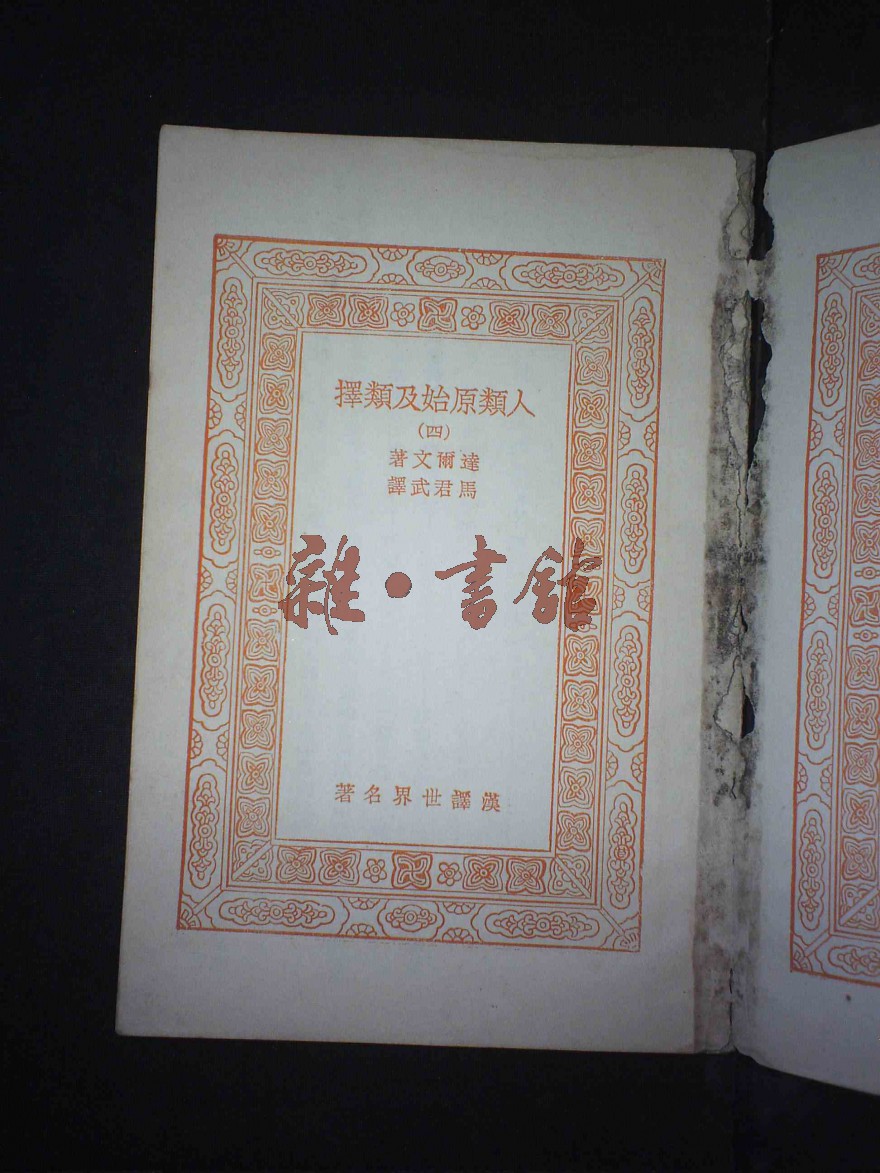 人類原始及類擇
(四)
達爾文著
馬君武譯
雜·書館
漢譯世界名著